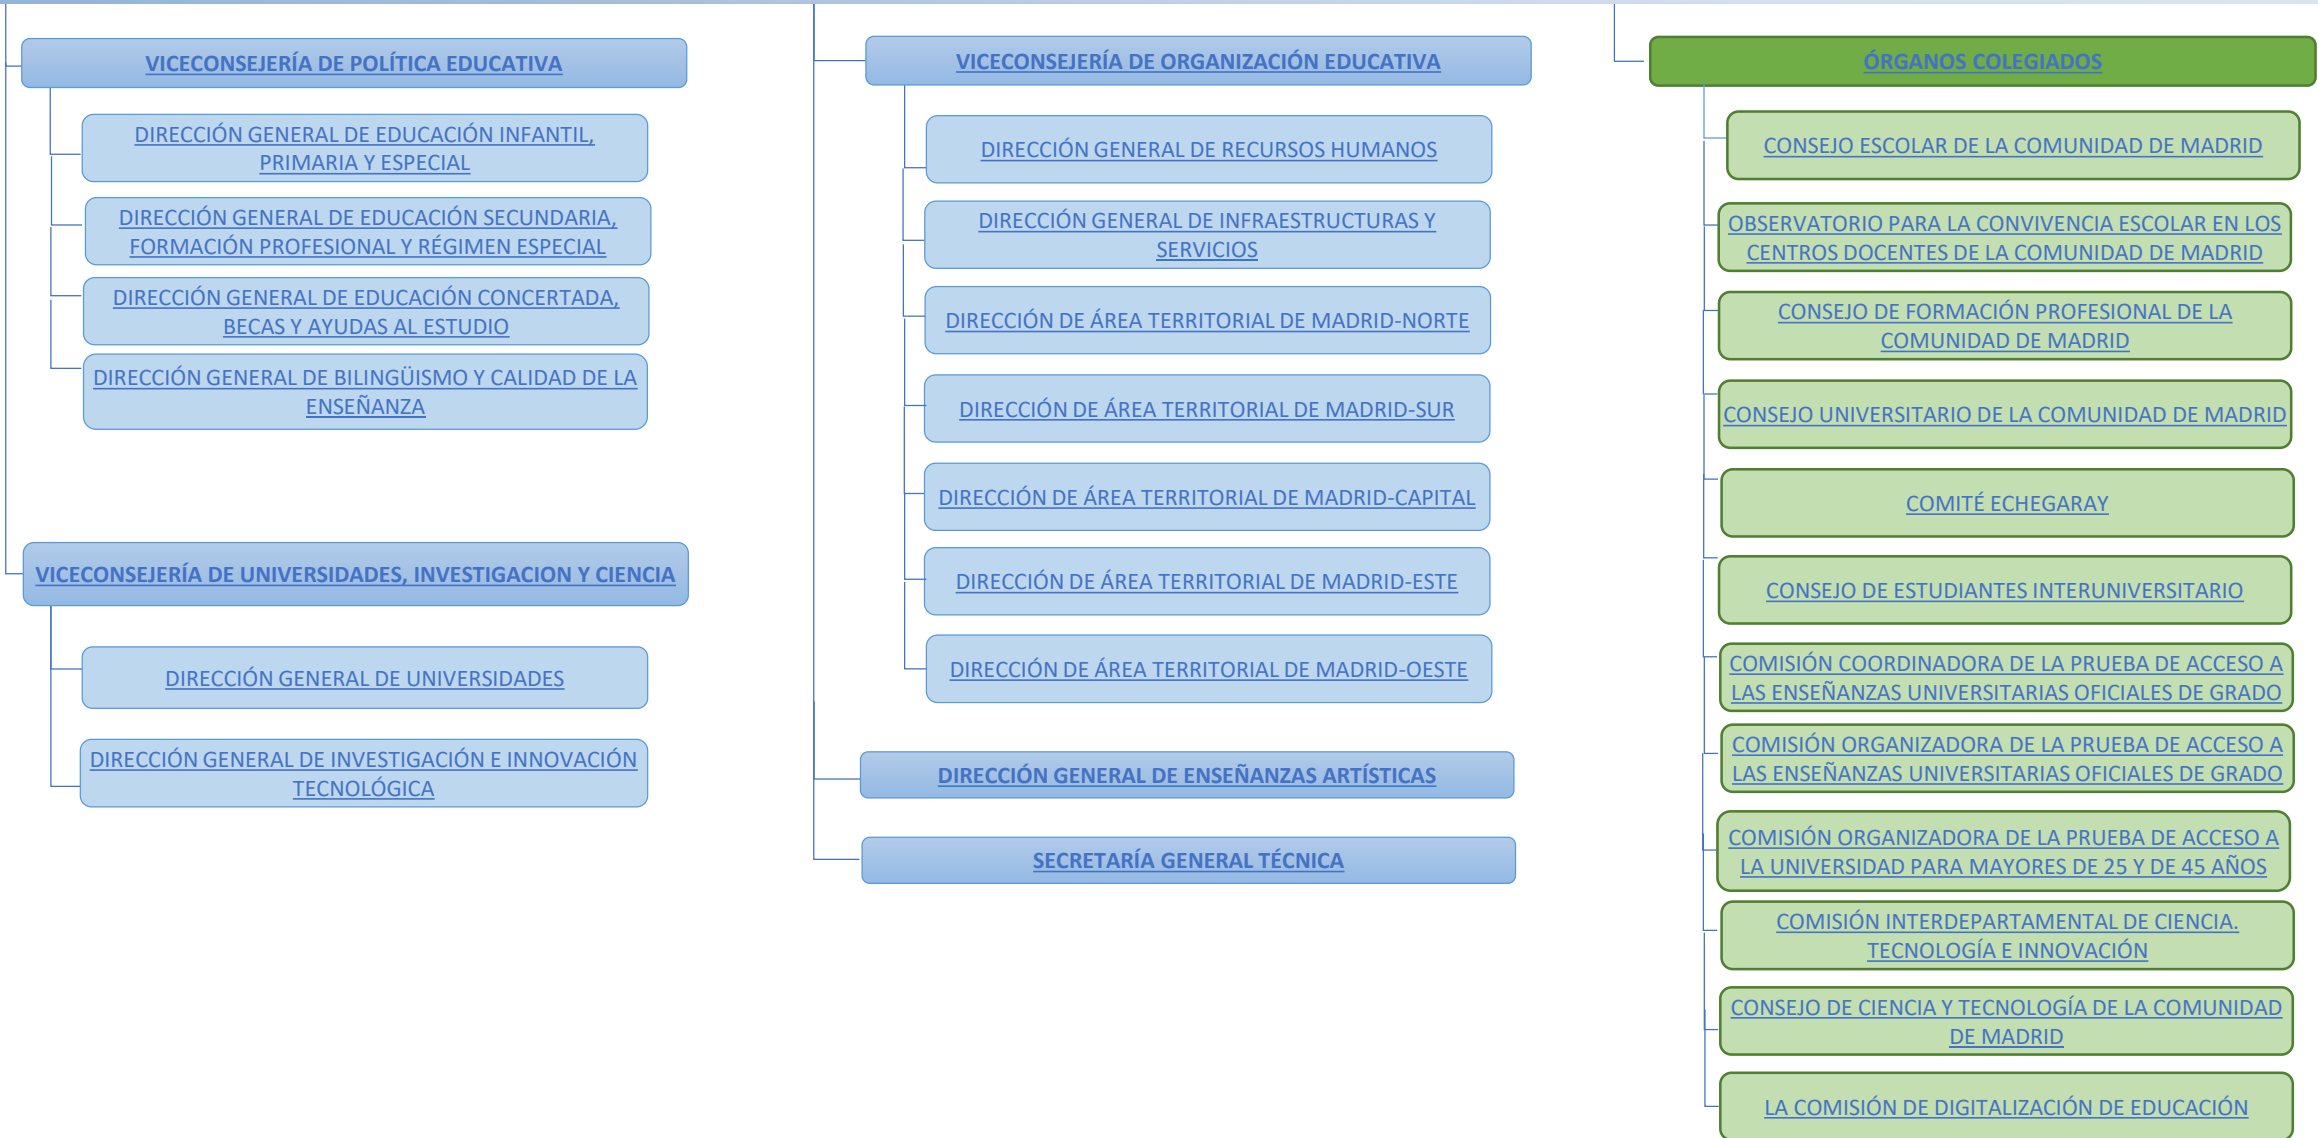 VICECONSEJERÍA DE POLÍTICA EDUCATIVA
DIRECCIÓN GENERAL DE EDUCACIÓN INFANTIL,
PRIMARIA Y ESPECIAL
DIRECCIÓN GENERAL DE EDUCACIÓN SECUNDARIA,
FORMACIÓN PROFESIONAL Y RÉGIMEN ESPECIAL
DIRECCIÓN GENERAL DE EDUCACIÓN CONCERTADA,
BECAS Y AYUDAS AL ESTUDIO
DIRECCIÓN GENERAL DE BILINGÜISMO Y CALIDAD DE LA
ENSEÑANZA
VICECONSEJERÍA DE UNIVERSIDADES, INVESTIGACION Y CIENCIA
DIRECCIÓN GENERAL DE UNIVERSIDADES
DIRECCIÓN GENERAL DE INVESTIGACIÓN E INNOVACIÓN
TECNOLÓGICA
VICECONSEJERÍA DE ORGANIZACIÓN EDUCATIVA
DIRECCIÓN GENERAL DE RECURSOS HUMANOS
DIRECCIÓN GENERAL DE INFRAESTRUCTURAS Y
SERVICIOS
DIRECCIÓN DE ÁREA TERRITORIAL DE MADRID-NORTE
DIRECCIÓN DE ÁREA TERRITORIAL DE MADRID-SUR
DIRECCIÓN DE ÁREA TERRITORIAL DE MADRID-CAPITAL
DIRECCIÓN DE ÁREA TERRITORIAL DE MADRID-ESTE
DIRECCIÓN DE ÁREA TERRITORIAL DE MADRID-OESTE
DIRECCIÓN GENERAL DE ENSEÑANZAS ARTÍSTICAS
SECRETARÍA GENERAL TÉCNICA
ÓRGANOS COLEGIADOS
CONSEJO ESCOLAR DE LA COMUNIDAD DE MADRID
OBSERVATORIO PARA LA CONVIVENCIA ESCOLAR EN LOS
CENTROS DOCENTES DE LA COMUNIDAD DE MADRID
CONSEJO DE FORMACIÓN PROFESIONAL DE LA
COMUNIDAD DE MADRID
CONSEJO UNIVERSITARIO DE LA COMUNIDAD DE MADRID
COMITÉ ECHEGARAY
CONSEJO DE ESTUDIANTES INTERUNIVERSITARIO
COMISIÓN COORDINADORA DE LA PRUEBA DE ACCESO A
LAS ENSEÑANZAS UNIVERSITARIAS OFICIALES DE GRADO
COMISIÓN ORGANIZADORA DE LA PRUEBA DE ACCESO A
LAS ENSEÑANZAS UNIVERSITARIAS OFICIALES DE GRADO
COMISIÓN ORGANIZADORA DE LA PRUEBA DE ACCESO A
LA UNIVERSIDAD PARA MAYORES DE 25 Y DE 45 AÑOS
COMISIÓN INTERDEPARTAMENTAL DE CIENCIA.
TECNOLOGÍA E INNOVACIÓN
CONSEJO DE CIENCIA Y TECNOLOGÍA DE LA COMUNIDAD
DE MADRID
LA COMISIÓN DE DIGITALIZACIÓN DE EDUCACIÓN